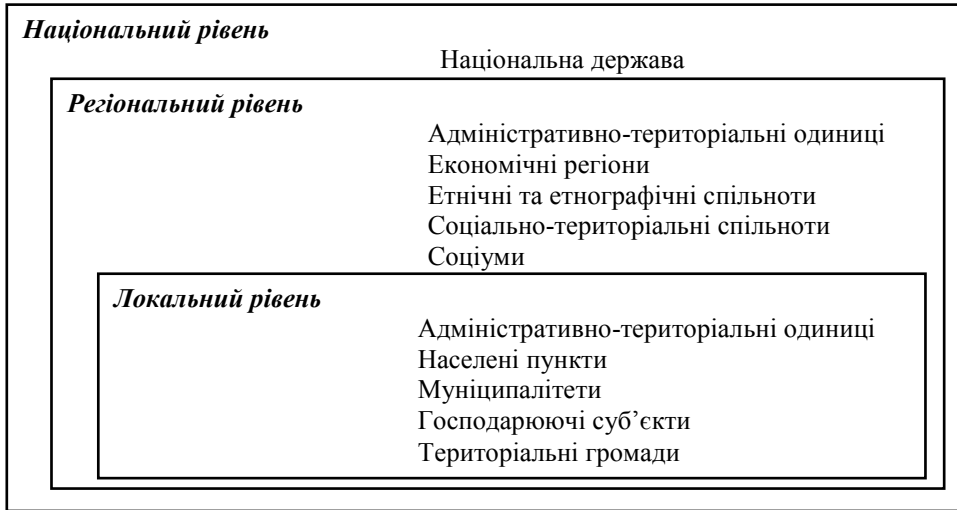 Національний рівень
Національна держава
Регіональний рівень
Адміністративно-територіальні одиниці
Економічні регіони
Етнічні та етнографічні спільноти
Соціально-територіальні спільноти
Соціуми
Локальний рівень
Адміністративно-територіальні одиниці
Населені пункти
Муніципалітети
Господарюючі суб’єкти
Територіальні громади